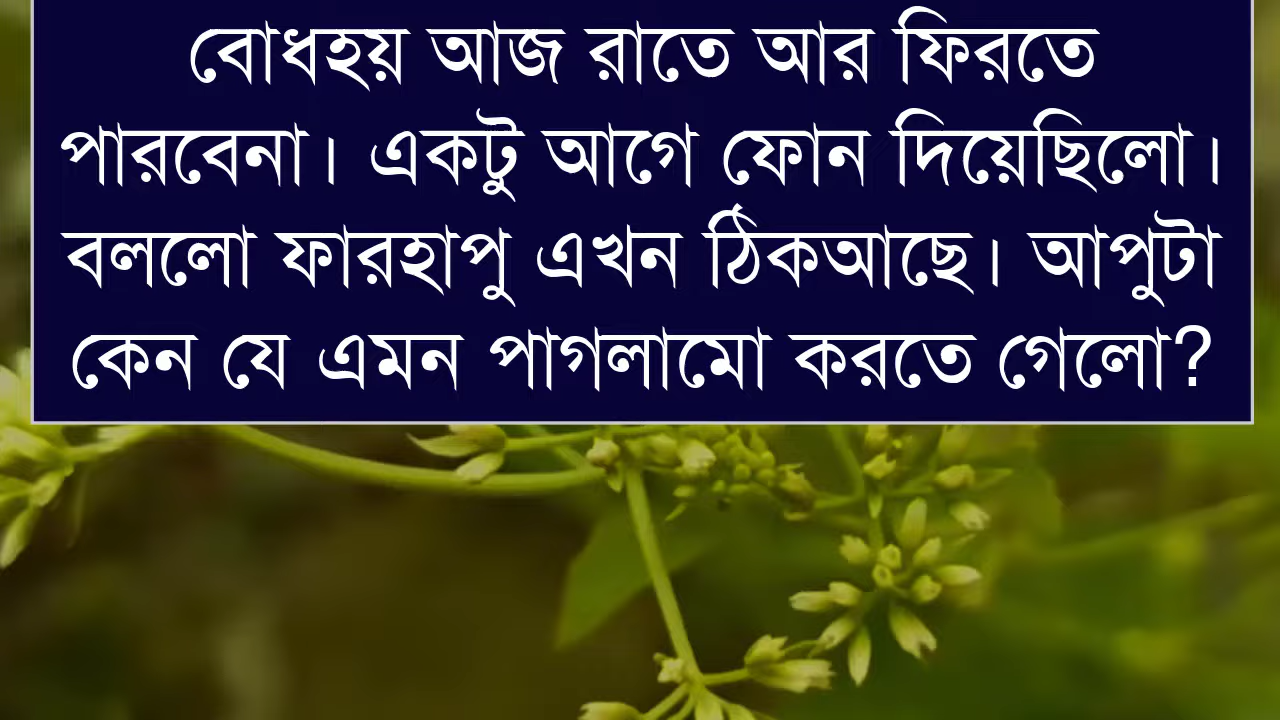 বোধহয় আজ রাতে আর ফিরতে
পারবেনা। একটু আগে ফোন দিয়েছিলো।
বললো ফারহাপু এখন ঠিকআছে। আপুটা
কেন যে এমন পাগলামো করতে গেলো?